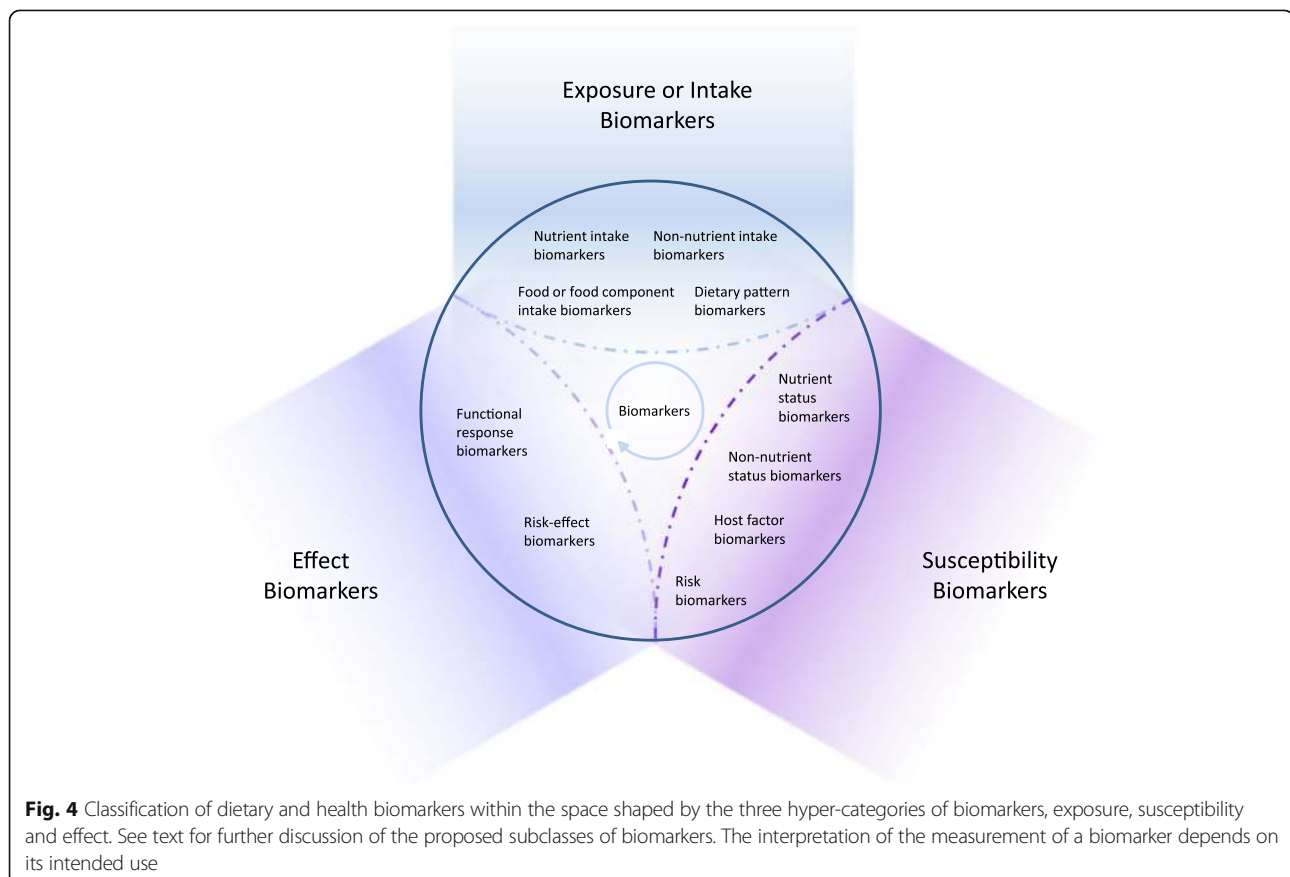 Exposure or Intake
Biomarkers
Nutrient intake
biomarkers
Non-nutrient intake
biomarkers
Food or food component
intake biomarkers
Dietary pattern
biomarkers
Biomarkers
Functional
response
biomarkers
Risk-effect
biomarkers
Nutrient
status
biomarkers
Non-nutrient
status biomarkers
Host factor
biomarkers
Risk
biomarkers
Effect
Biomarkers
Susceptibility
Biomarkers
Fig. 4 Classification of dietary and health biomarkers within the space shaped by the three hyper-categories of biomarkers, exposure, susceptibility
and effect. See text for further discussion of the proposed subclasses of biomarkers. The interpretation of the measurement of a biomarker depends on
its intended use